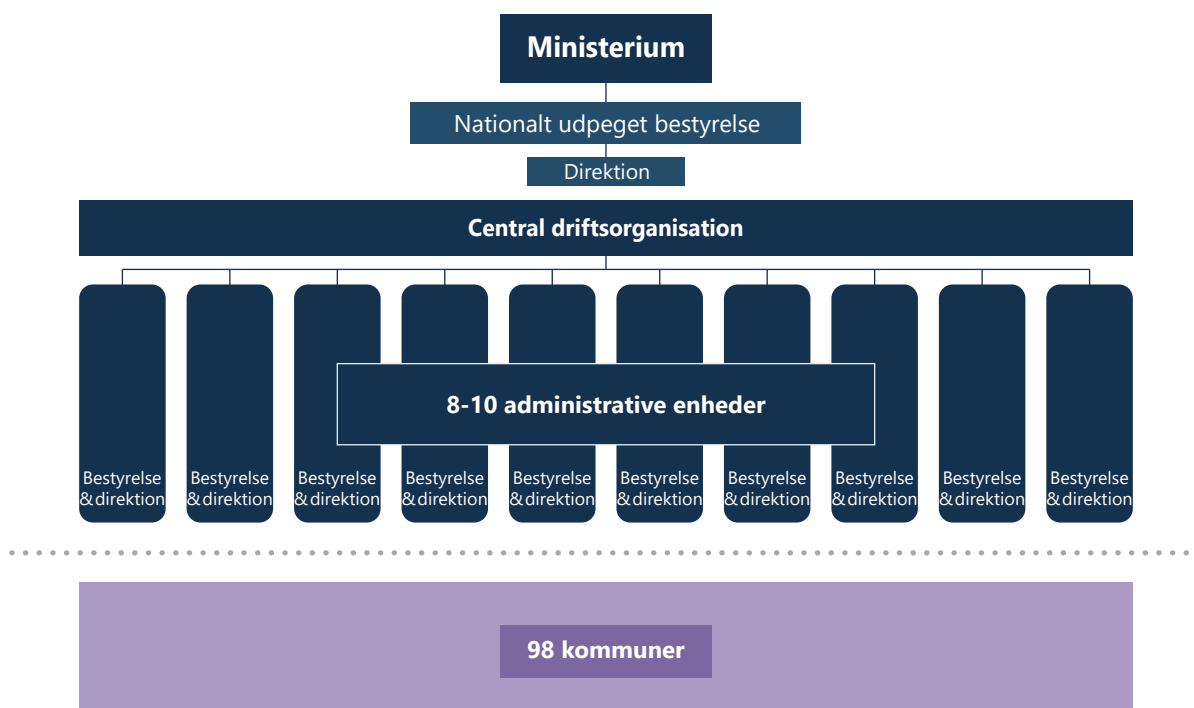 Ministerium
Nationalt udpeget bestyrelse
Direktion
Central driftsorganisation
8-10 administrative enheder
Bestyrelse
& direktion
Bestyrelse
& direktion
Bestyrelse
& direktion
Bestyrelse
& direktion
Bestyrelse
& direktion
Bestyrelse
& direktion
Bestyrelse
& direktion
Bestyrelse
& direktion
Bestyrelse
& direktion
Bestyrelse
& direktion
98 kommuner